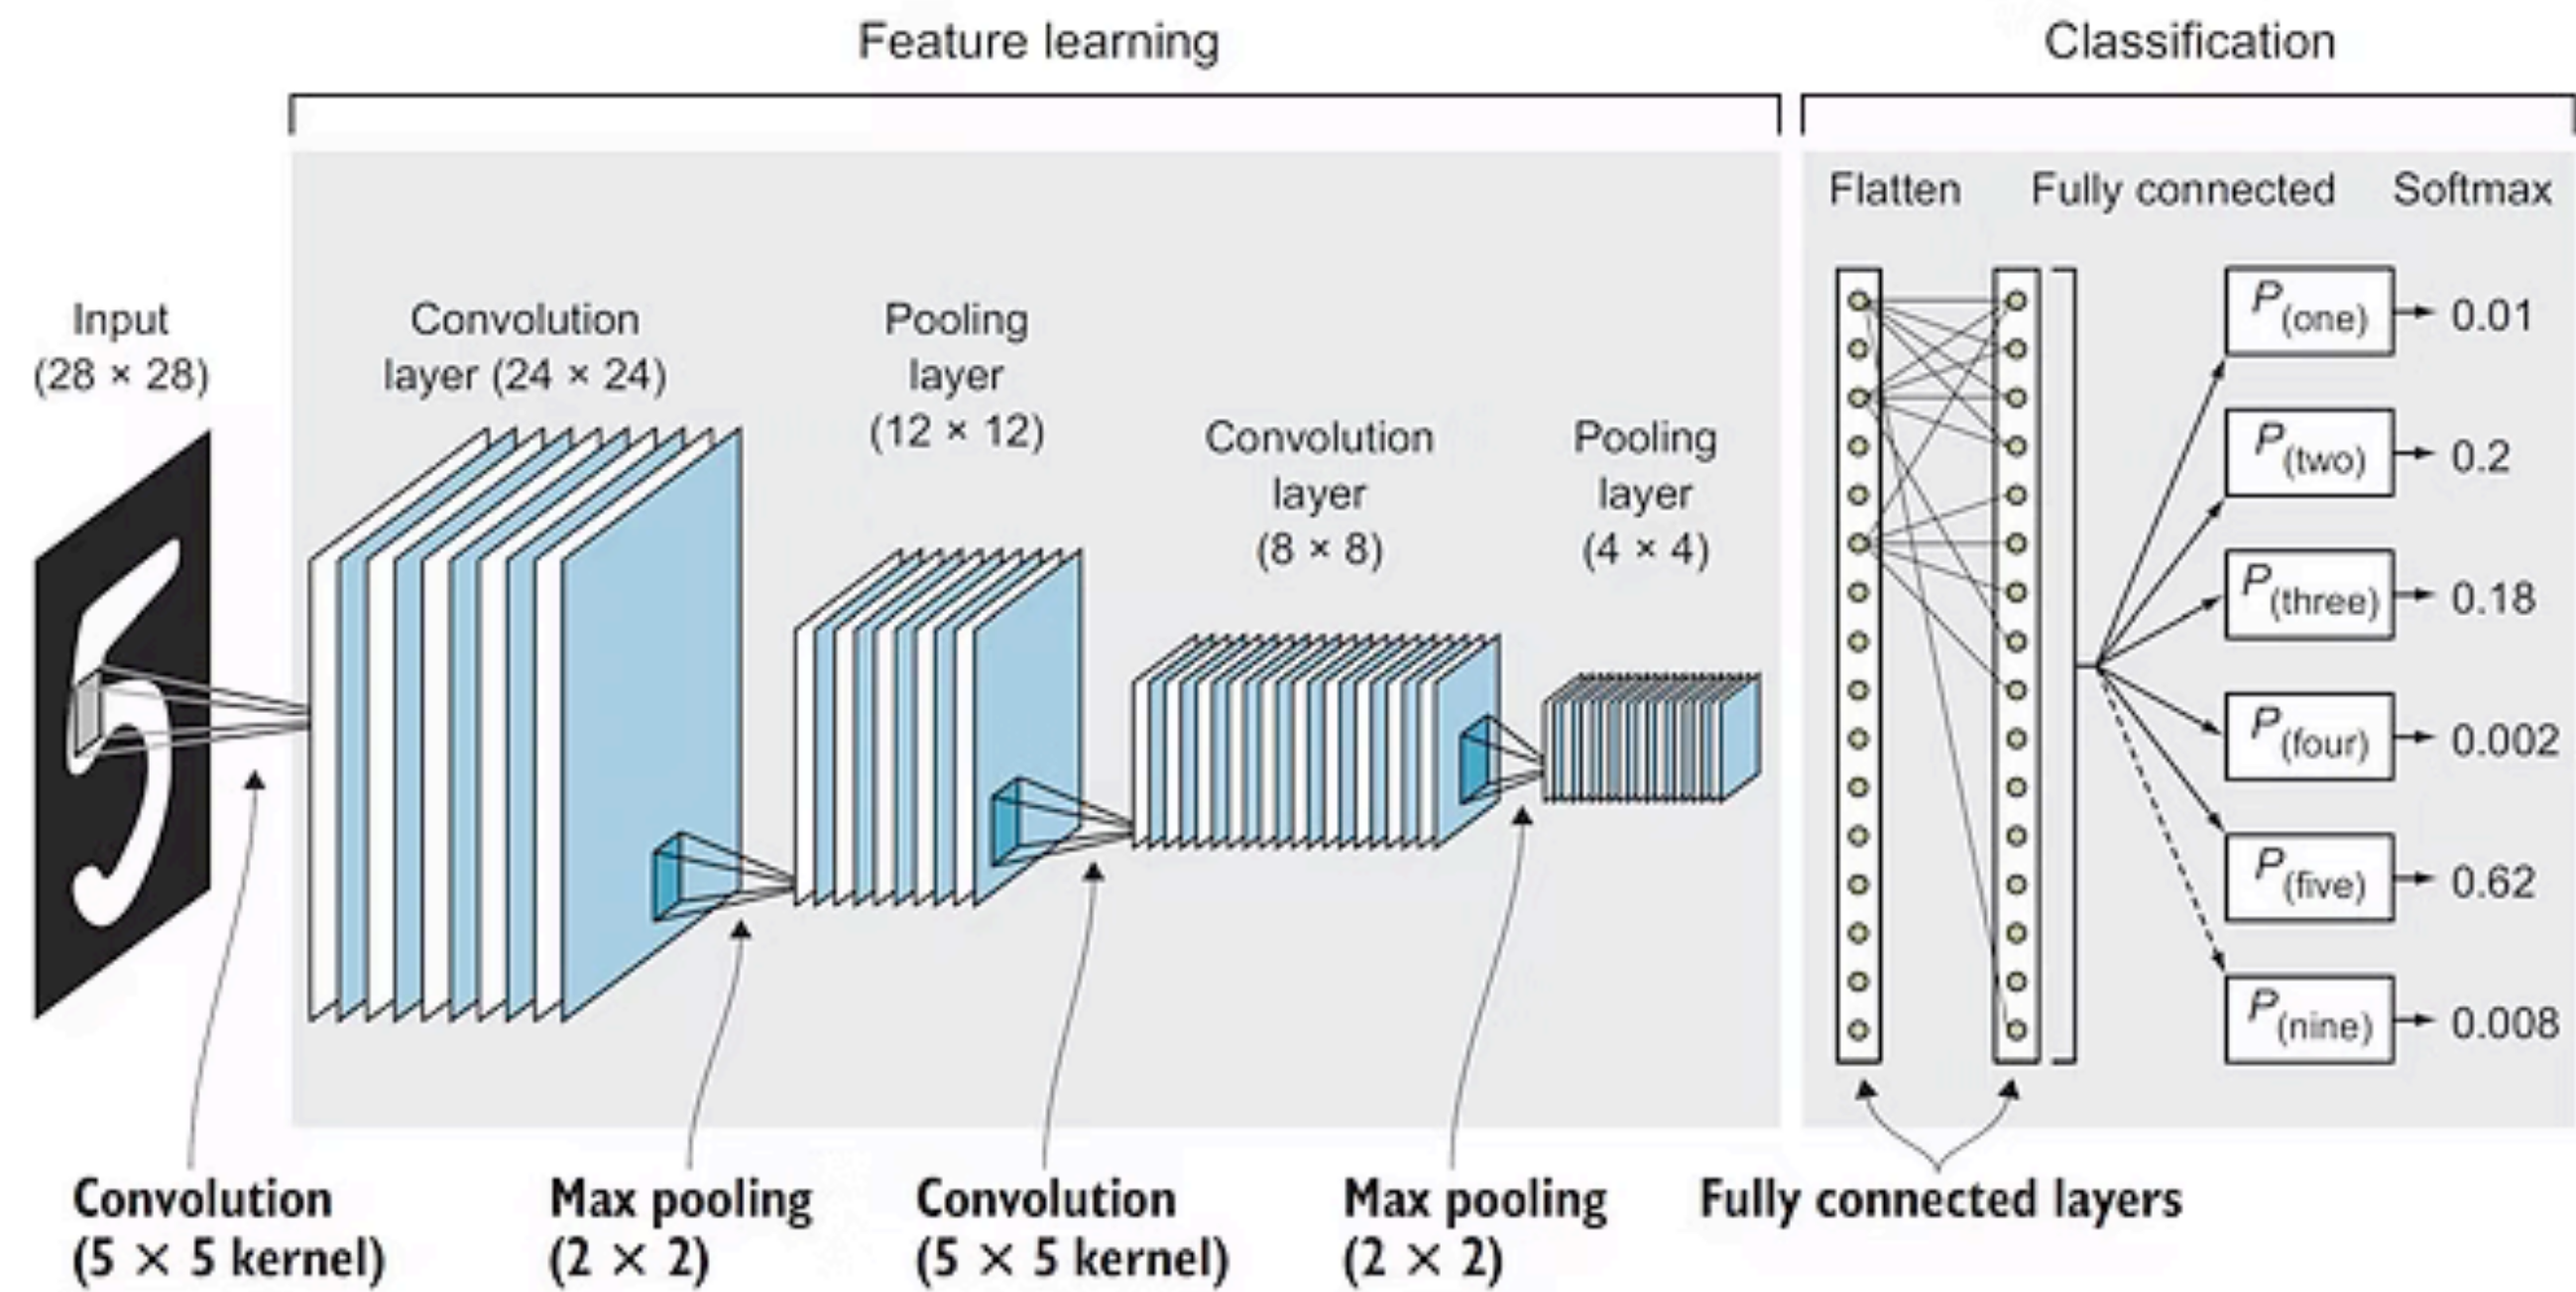 Feature learning
Classification
Input
(28 × 28)
Convolution
layer (24 × 24)
Pooling
layer
(12 × 12)
Convolution
layer
(8 × 8)
Pooling
layer
(4 × 4)
Flatten
Fully connected
Softmax
P(one)
0.01
P(two)
0.2
P(three)
0.18
P(four)
0.002
P(five)
0.62
P(nine)
0.008
Convolution
(5 × 5 kernel)
Max pooling
(2 × 2)
Convolution
(5 × 5 kernel)
Max pooling
(2 × 2)
Fully connected layers